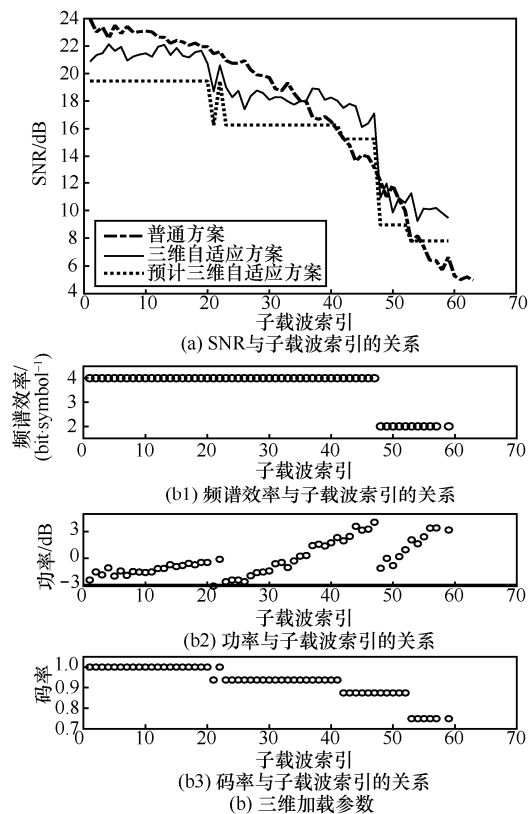 24
22
20
18
16
14
12
10
8
6
4
SNR/dB
普通方案
三维自适应方案
预计三维自适应方案
0 10 20 30 40 50 60 70
子载波索引
(a) SNR与子载波索引的关系
频谱效率/
(bit·symbol⁻¹)
4
3
2
0 10 20 30 40 50 60 70
子载波索引
(b1) 频谱效率与子载波索引的关系
功率/dB
3
0
−3
0 10 20 30 40 50 60 70
子载波索引
(b2) 功率与子载波索引的关系
码率
1.0
0.9
0.8
0.7
0 10 20 30 40 50 60 70
子载波索引
(b3) 码率与子载波索引的关系
(b) 三维加载参数